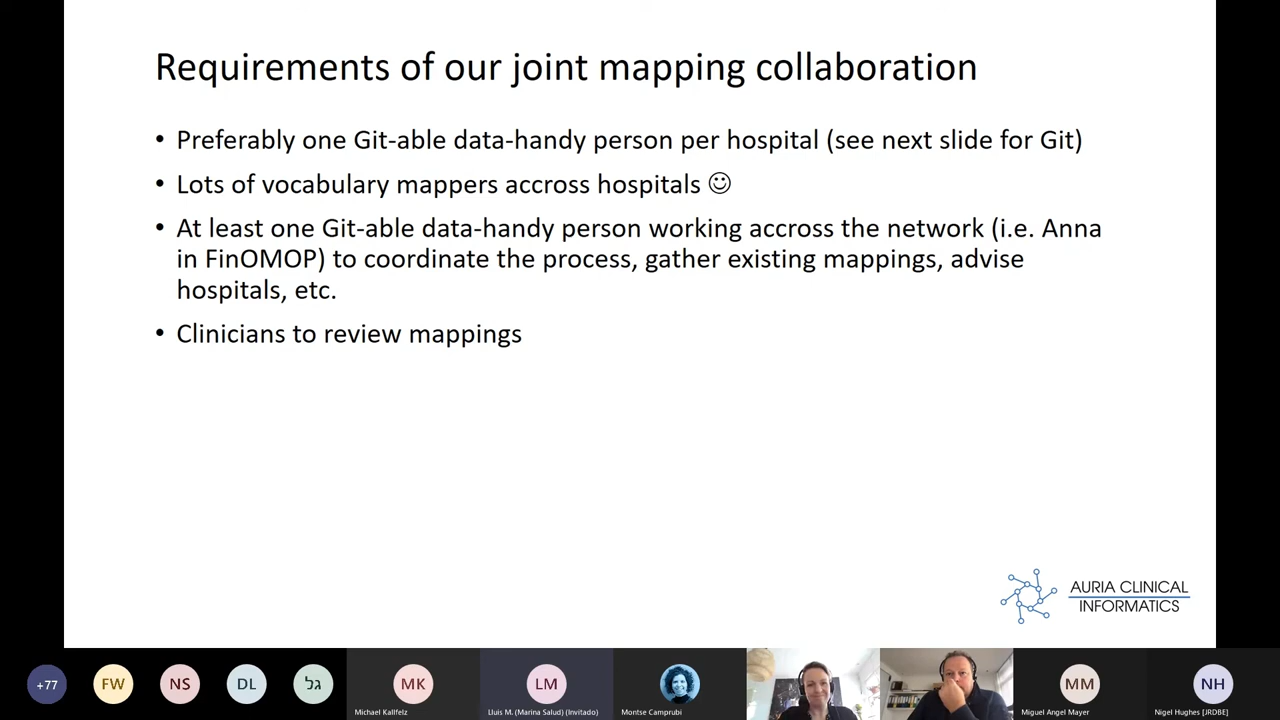 Requirements of our joint mapping collaboration
• Preferably one Git-able data-handy person per hospital (see next slide for Git)
• Lots of vocabulary mappers accross hospitals ☺
• At least one Git-able data-handy person working accross the network (i.e. Anna
in FinOMOP) to coordinate the process, gather existing mappings, advise
hospitals, etc.
• Clinicians to review mappings
AURIA CLINICAL
INFORMATICS
+77
FW
NS
DL
גל
MK
LM
MM
NH
Michael Kallfelz
Lluis M. (Marina Salud) (Invitado)
Montse Camprubi
Miguel Angel Mayer
Nigel Hughes [JRDBE]